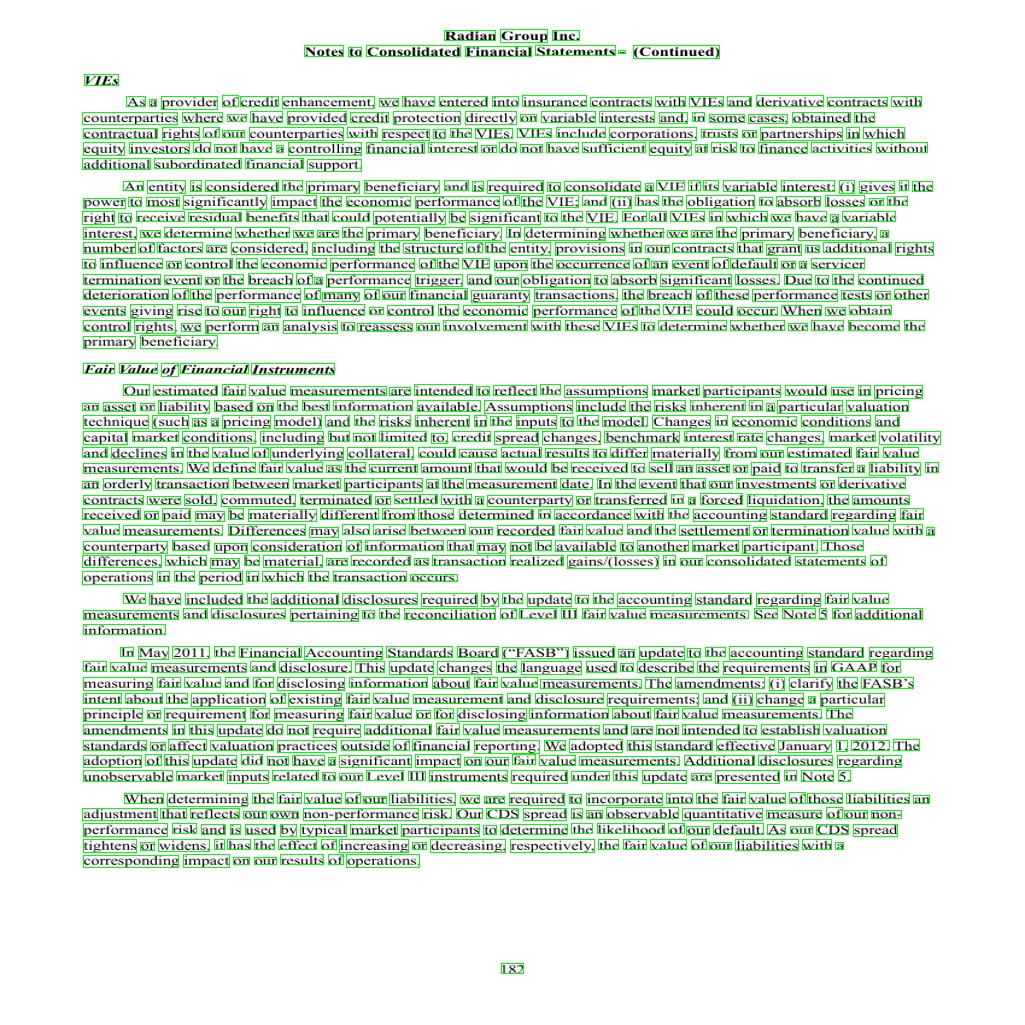 Radian Group Inc.
Notes to Consolidated Financial Statements – (Continued)
VIEs
As a provider of credit enhancement, we have entered into insurance contracts with VIEs and derivative contracts with
counterparties where we have provided credit protection directly on variable interests and, in some cases, obtained the
contractual rights of our counterparties with respect to the VIEs. VIEs include corporations, trusts or partnerships in which
equity investors do not have a controlling financial interest or do not have sufficient equity at risk to finance activities without
additional subordinated financial support.
An entity is considered the primary beneficiary and is required to consolidate a VIE if its variable interest: (i) gives it the
power to most significantly impact the economic performance of the VIE; and (ii) has the obligation to absorb losses or the
right to receive residual benefits that could potentially be significant to the VIE. For all VIEs in which we have a variable
interest, we determine whether we are the primary beneficiary. In determining whether we are the primary beneficiary, a
number of factors are considered, including the structure of the entity, provisions in our contracts that grant us additional rights
to influence or control the economic performance of the VIE upon the occurrence of an event of default or a servicer
termination event or the breach of a performance trigger, and our obligation to absorb significant losses. Due to the continued
deterioration of the performance of many of our financial guaranty transactions, the breach of these performance tests or other
events giving rise to our right to influence or control the economic performance of the VIE could occur. When we obtain
control rights, we perform an analysis to reassess our involvement with these VIEs to determine whether we have become the
primary beneficiary.
Fair Value of Financial Instruments
Our estimated fair value measurements are intended to reflect the assumptions market participants would use in pricing
an asset or liability based on the best information available. Assumptions include the risks inherent in a particular valuation
technique (such as a pricing model) and the risks inherent in the inputs to the model. Changes in economic conditions and
capital market conditions, including but not limited to, credit spread changes, benchmark interest rate changes, market volatility
and declines in the value of underlying collateral, could cause actual results to differ materially from our estimated fair value
measurements. We define fair value as the current amount that would be received to sell an asset or paid to transfer a liability in
an orderly transaction between market participants at the measurement date. In the event that our investments or derivative
contracts were sold, commuted, terminated or settled with a counterparty or transferred in a forced liquidation, the amounts
received or paid may be materially different from those determined in accordance with the accounting standard regarding fair
value measurements. Differences may also arise between our recorded fair value and the settlement or termination value with a
counterparty based upon consideration of information that may not be available to another market participant. Those
differences, which may be material, are recorded as transaction realized gains/(losses) in our consolidated statements of
operations in the period in which the transaction occurs.
We have included the additional disclosures required by the update to the accounting standard regarding fair value
measurements and disclosures pertaining to the reconciliation of Level III fair value measurements. See Note 5 for additional
information.
In May 2011, the Financial Accounting Standards Board (“FASB”) issued an update to the accounting standard regarding
fair value measurements and disclosure. This update changes the language used to describe the requirements in GAAP for
measuring fair value and for disclosing information about fair value measurements. The amendments: (i) clarify the FASB’s
intent about the application of existing fair value measurement and disclosure requirements; and (ii) change a particular
principle or requirement for measuring fair value or for disclosing information about fair value measurements. The
amendments in this update do not require additional fair value measurements and are not intended to establish valuation
standards or affect valuation practices outside of financial reporting. We adopted this standard effective January 1, 2012. The
adoption of this update did not have a significant impact on our fair value measurements. Additional disclosures regarding
unobservable market inputs related to our Level III instruments required under this update are presented in Note 5.
When determining the fair value of our liabilities, we are required to incorporate into the fair value of those liabilities an
adjustment that reflects our own non-performance risk. Our CDS spread is an observable quantitative measure of our non-
performance risk and is used by typical market participants to determine the likelihood of our default. As our CDS spread
tightens or widens, it has the effect of increasing or decreasing, respectively, the fair value of our liabilities with a
corresponding impact on our results of operations.
182